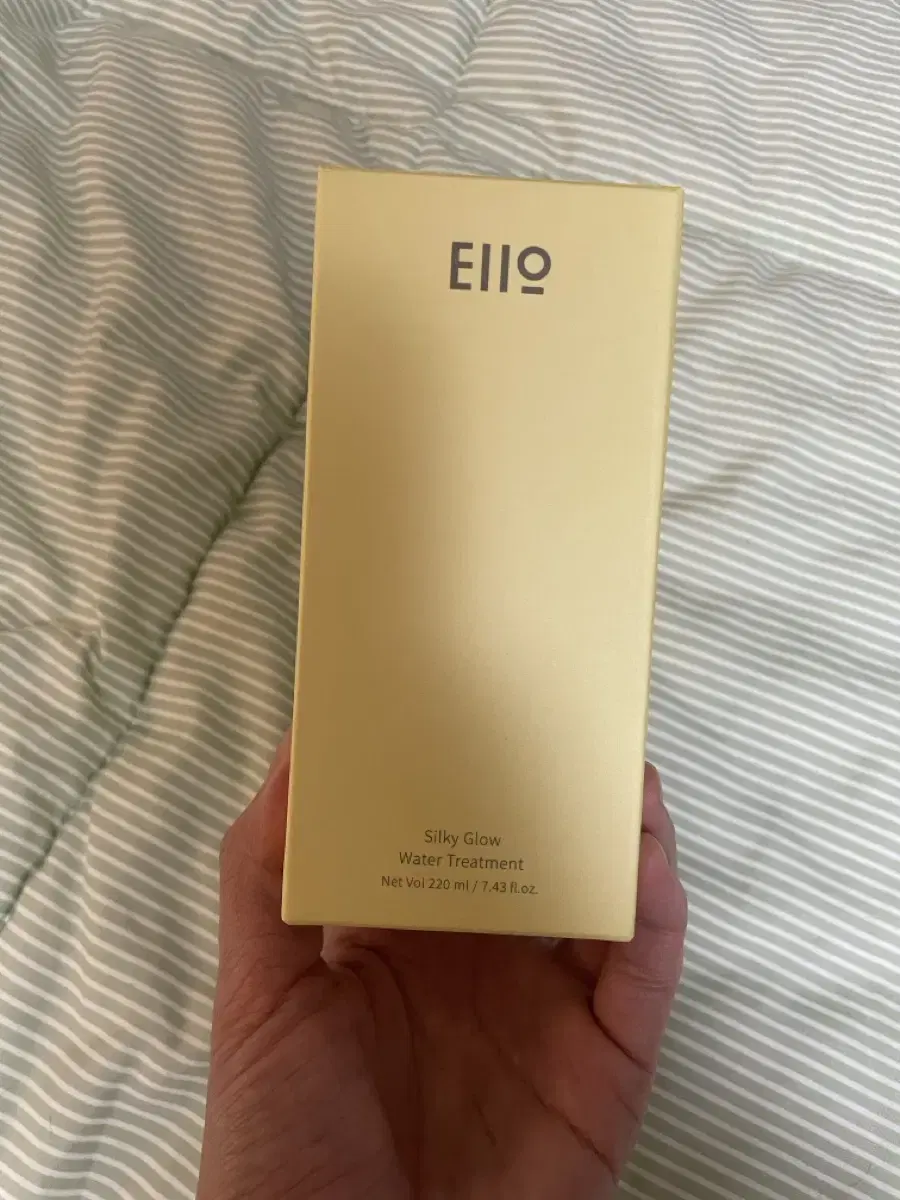 Ello
Silky Glow
Water Treatment
Net Vol 220 ml / 7.43 fl.oz.